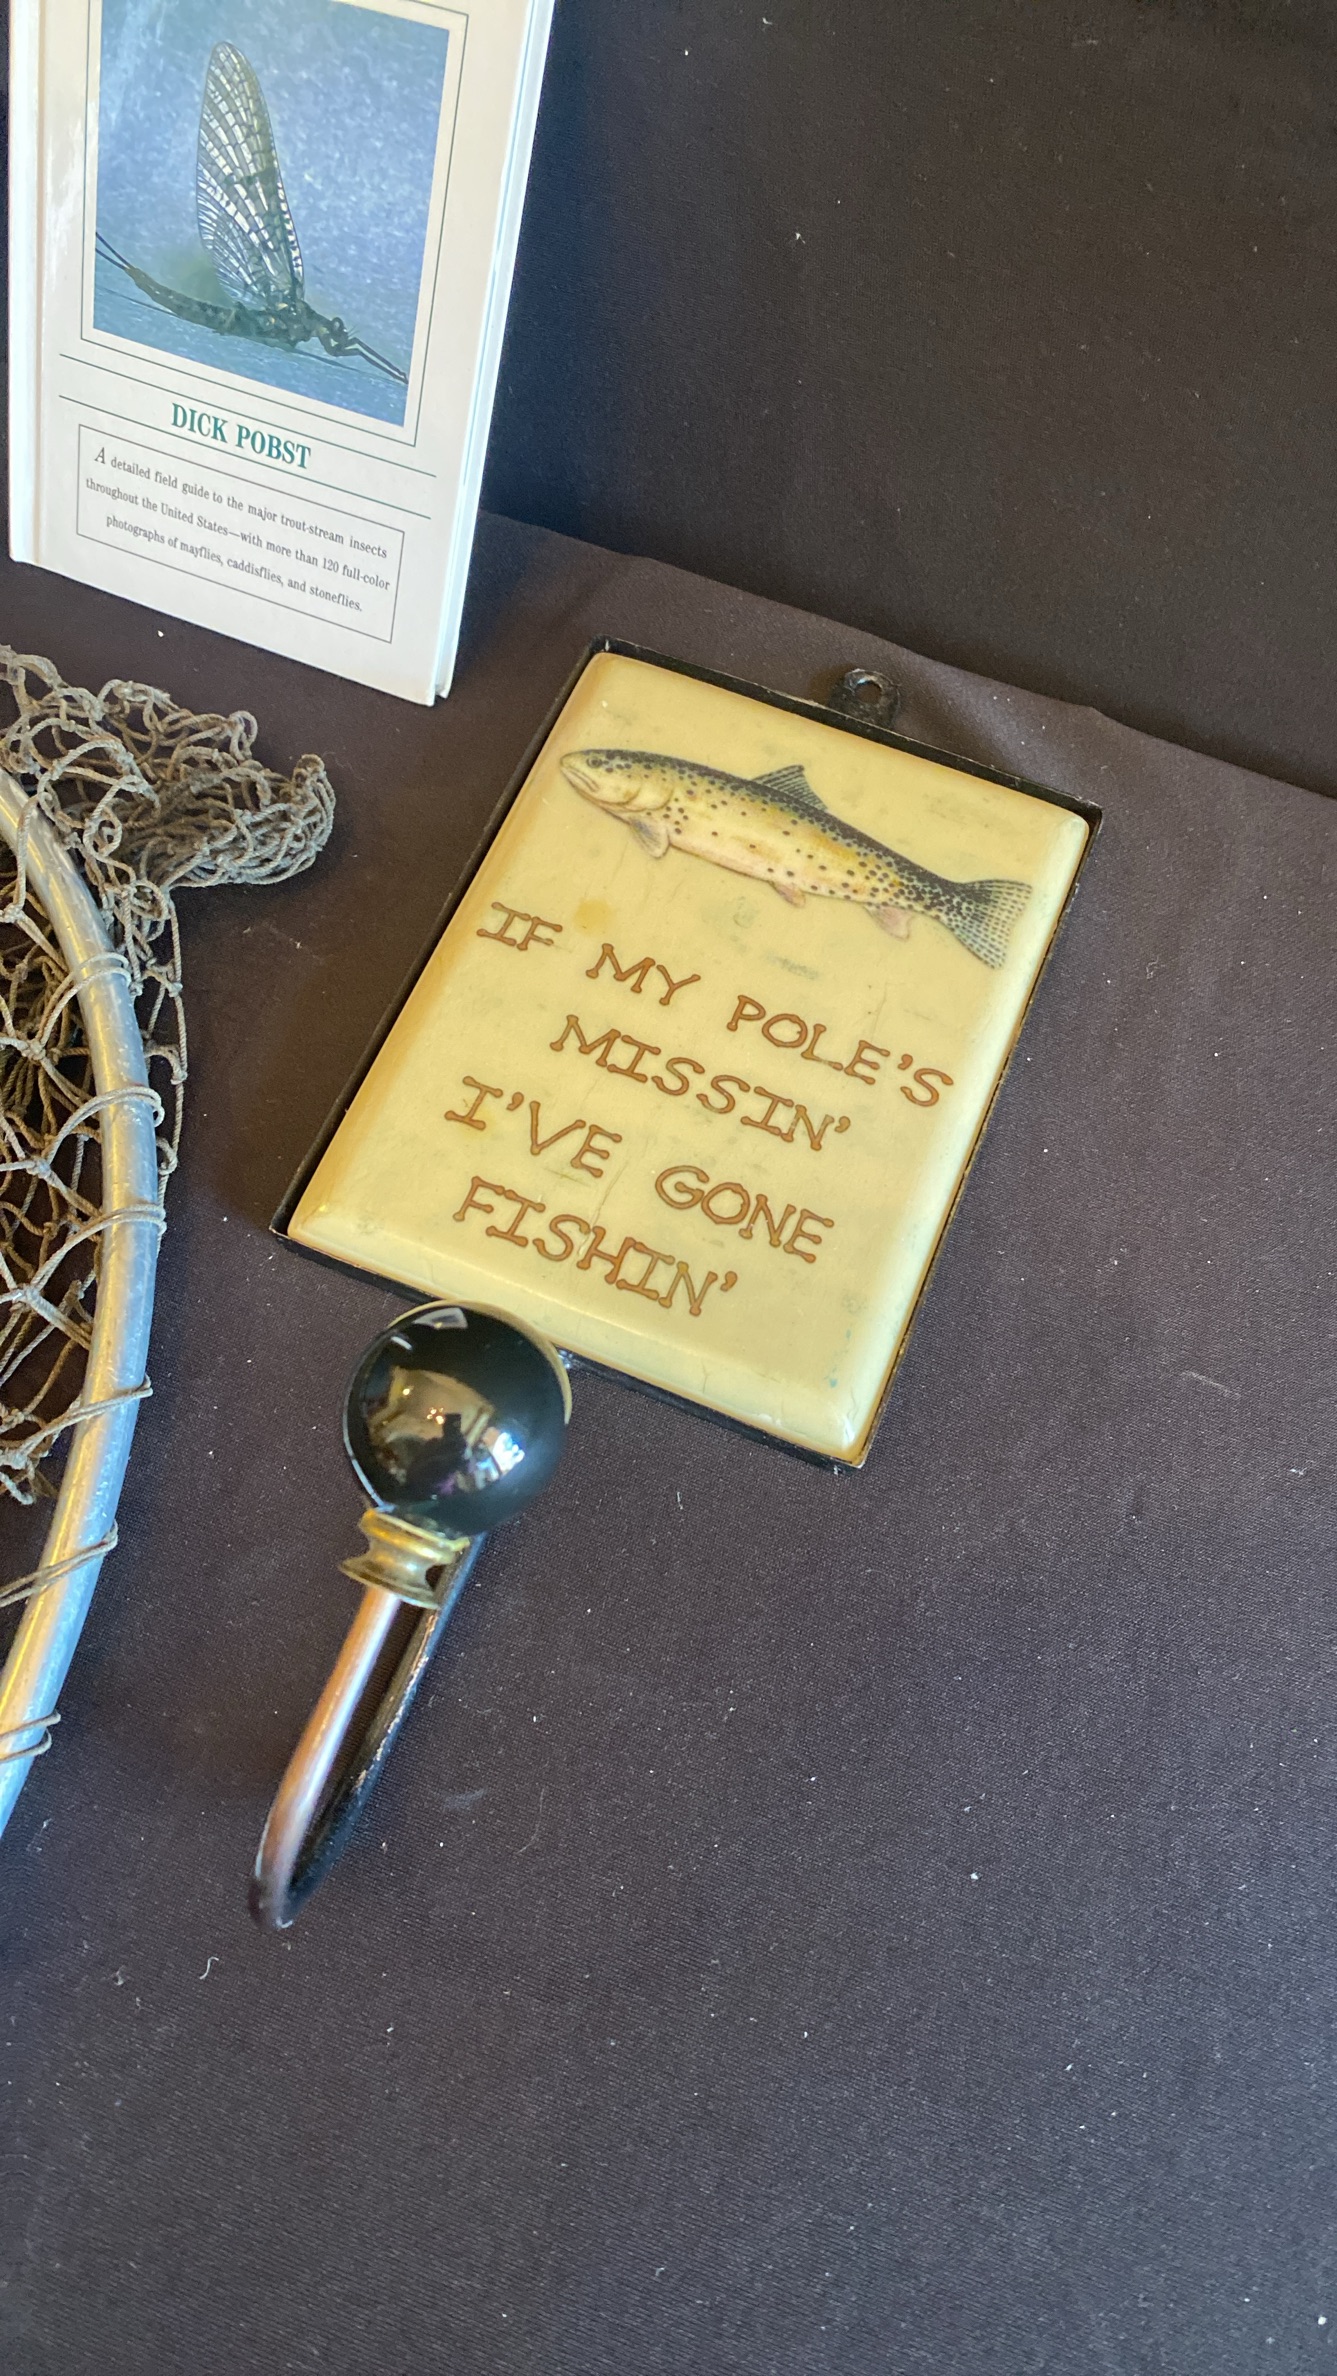 DICK POBST
A detailed field guide to the major trout-stream insects
throughout the United States—with more than 120 full-color
photographs of mayflies, caddisflies, and stoneflies.
IF MY POLE'S
MISSIN'
I'VE GONE
FISHIN'